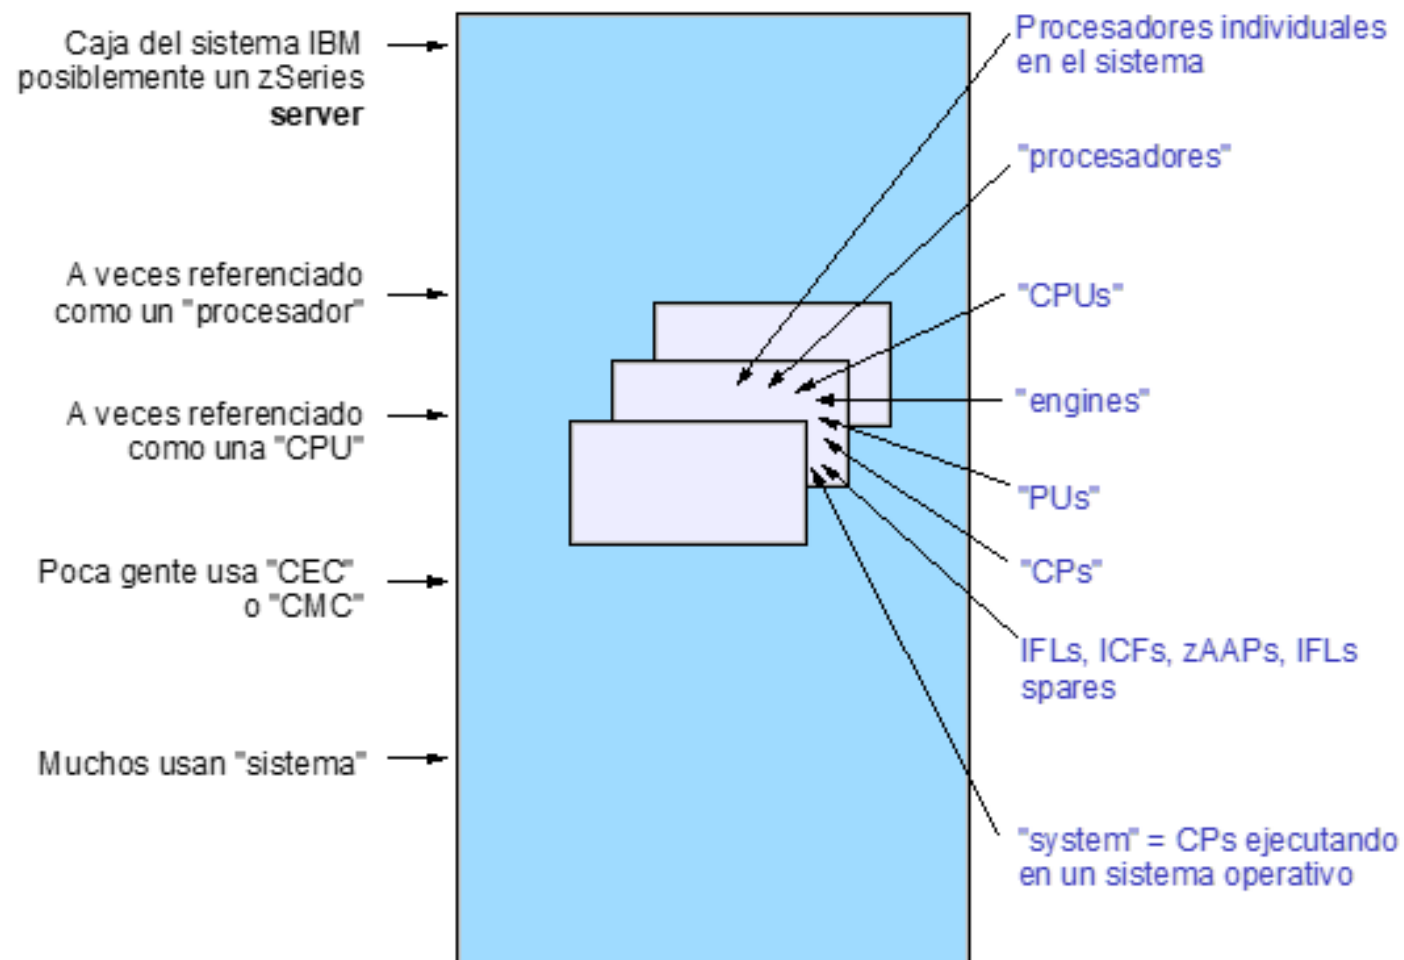 Caja del sistema IBM
posiblemente un zSeries
server
A veces referenciado
como un "procesador"
A veces referenciado
como una "CPU"
Poca gente usa "CEC"
o "CMC"
Muchos usan "sistema"
Procesadores individuales
en el sistema
"procesadores"
"CPUs"
"engines"
"PUs"
"CPs"
IFLs, ICFs, zAAPs, IFLs
spares
"system" = CPs ejecutando
en un sistema operativo